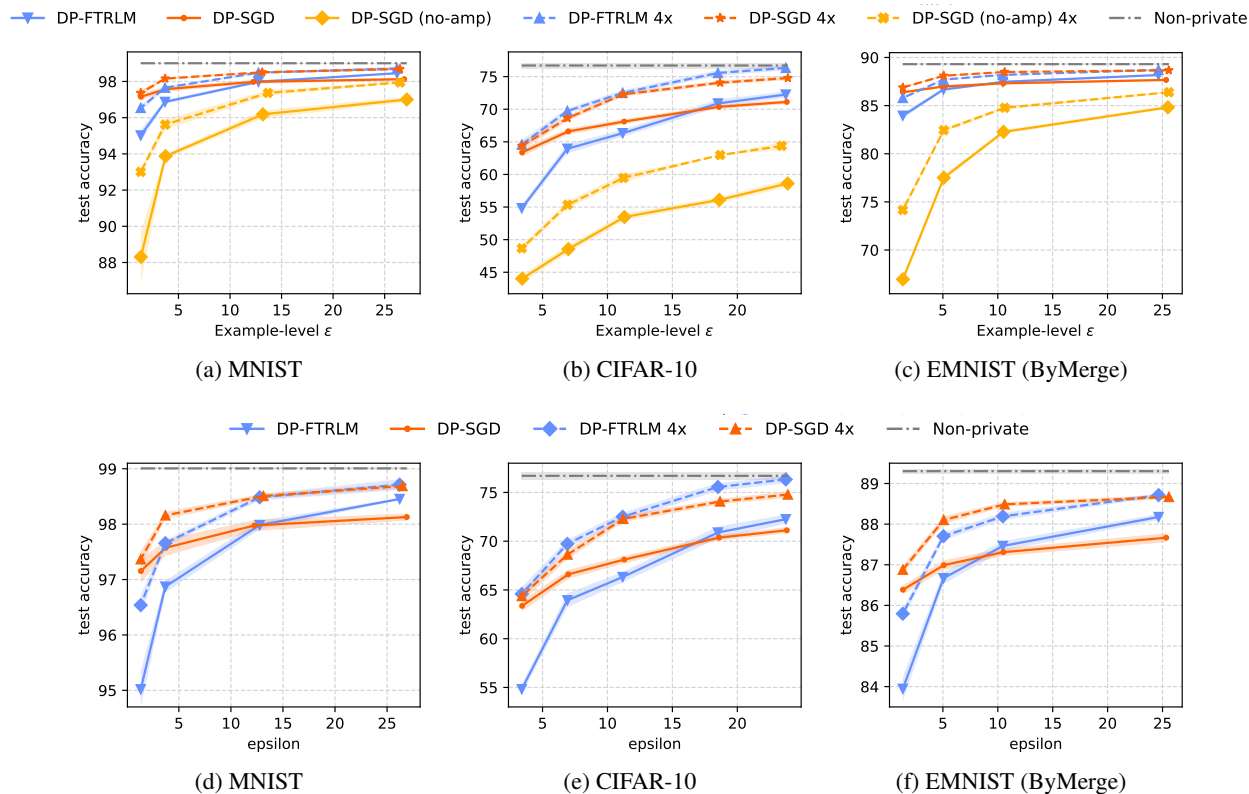 DP-FTRLM DP-SGD DP-SGD (no-amp) DP-FTRLM 4x DP-SGD 4x DP-SGD (no-amp) 4x Non-private
98
96
94
92
90
88
test accuracy
5 10 15 20 25
Example-level ε
(a) MNIST
75
70
65
60
55
50
45
test accuracy
5 10 15 20
Example-level ε
(b) CIFAR-10
90
85
80
75
70
test accuracy
5 10 15 20 25
Example-level ε
(c) EMNIST (ByMerge)
DP-FTRLM DP-SGD DP-FTRLM 4x DP-SGD 4x Non-private
99
98
97
96
95
test accuracy
5 10 15 20 25
epsilon
(d) MNIST
75
70
65
60
55
test accuracy
5 10 15 20
epsilon
(e) CIFAR-10
89
88
87
86
85
84
test accuracy
5 10 15 20 25
epsilon
(f) EMNIST (ByMerge)